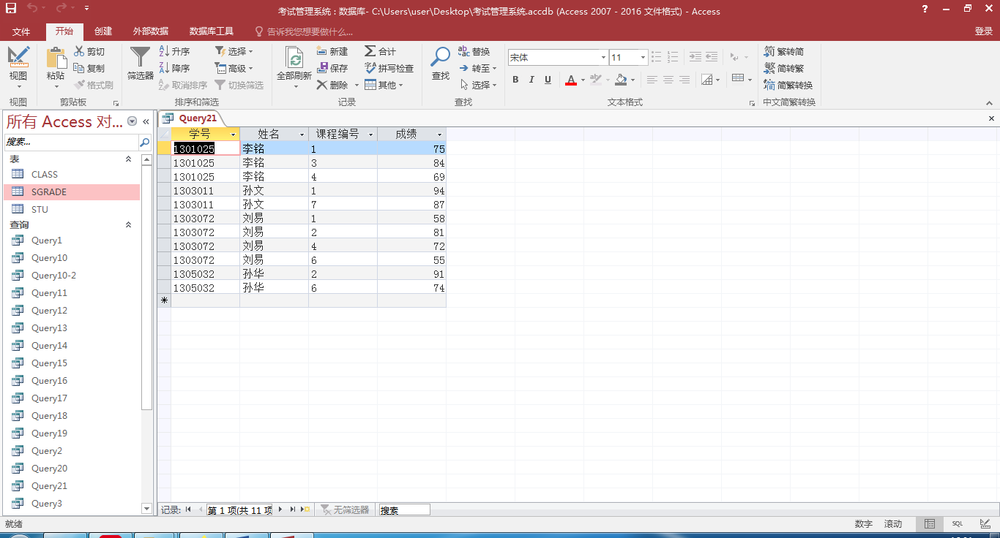 考试管理系统 : 数据库- C:\Users\user\Desktop\考试管理系统.accdb (Access 2007 - 2016 文件格式) - Access
文件 开始 创建 外部数据 数据库工具 告诉我您想要做什么... 登录
视图 粘贴 剪切 复制 格式刷 筛选器 升序 降序 取消排序 选择 高级 切换筛选 全部刷新 新建 保存 删除 合计 拼写检查 其他 查找 替换 转至 选择 宋体 11 B I U A 繁转简 简转繁 简繁转换
视图 剪贴板 排序和筛选 记录 查找 文本格式 中文简繁转换
所有 Access 对... «
搜索...
表
CLASS
SGRADE
STU
查询
Query1
Query10
Query10-2
Query11
Query12
Query13
Query14
Query15
Query16
Query17
Query18
Query19
Query2
Query20
Query21
Query3
Query21
学号 姓名 课程编号 成绩
1301025 李铭 1 75
1301025 李铭 3 84
1301025 李铭 4 69
1303011 孙文 1 94
1303011 孙文 7 87
1303072 刘易 1 58
1303072 刘易 2 81
1303072 刘易 4 72
1303072 刘易 6 55
1305032 孙华 2 91
1305032 孙华 6 74
*
记录: 第 1 项(共 11 项 无筛选器 搜索
就绪 数字 滚动 SQL